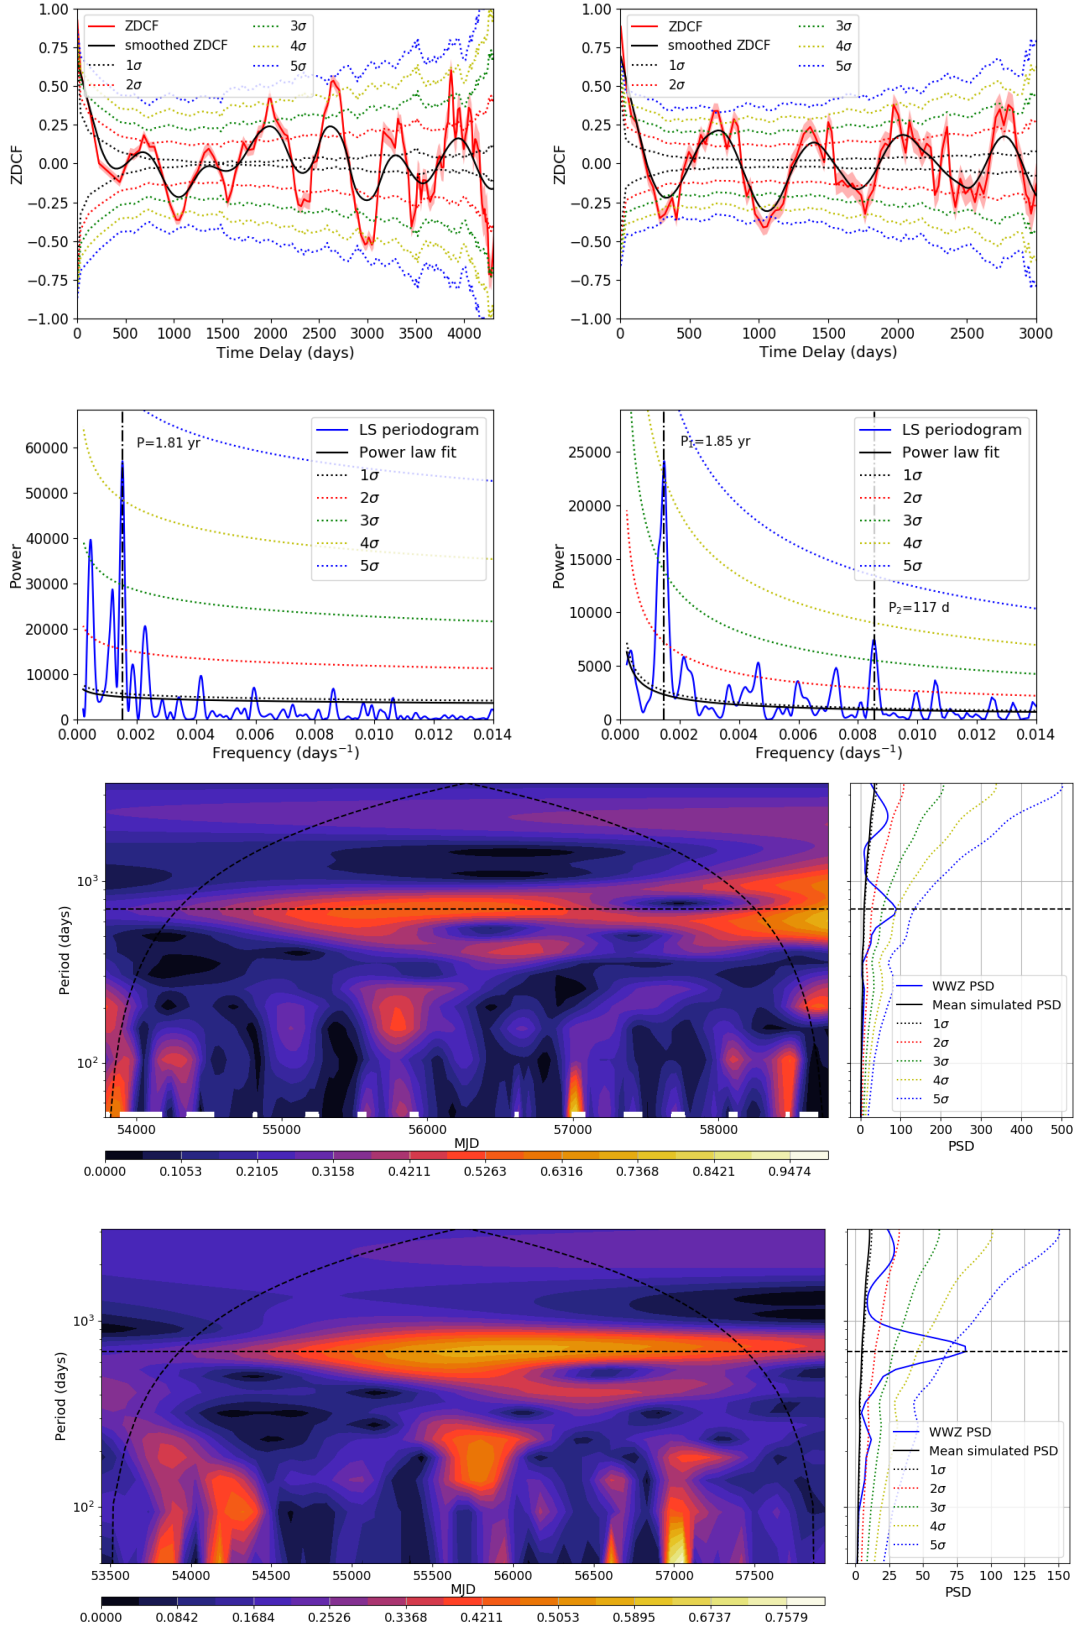 1.00
0.75
0.50
0.25
0.00
−0.25
−0.50
−0.75
−1.00
ZDCF
ZDCF
smoothed ZDCF
1σ
2σ
3σ
4σ
5σ
0 500 1000 1500 2000 2500 3000 3500 4000
Time Delay (days)
1.00
0.75
0.50
0.25
0.00
−0.25
−0.50
−0.75
−1.00
ZDCF
ZDCF
smoothed ZDCF
1σ
2σ
3σ
4σ
5σ
0 500 1000 1500 2000 2500 3000
Time Delay (days)
60000
50000
40000
30000
20000
10000
0
Power
P=1.81 yr
LS periodogram
Power law fit
1σ
2σ
3σ
4σ
5σ
0.000 0.002 0.004 0.006 0.008 0.010 0.012 0.014
Frequency (days⁻¹)
25000
20000
15000
10000
5000
0
Power
P₁=1.85 yr
P₂=117 d
LS periodogram
Power law fit
1σ
2σ
3σ
4σ
5σ
0.000 0.002 0.004 0.006 0.008 0.010 0.012 0.014
Frequency (days⁻¹)
10³
10²
Period (days)
54000 55000 56000 57000 58000
MJD
0.0000 0.1053 0.2105 0.3158 0.4211 0.5263 0.6316 0.7368 0.8421 0.9474
WWZ PSD
Mean simulated PSD
1σ
2σ
3σ
4σ
5σ
0 100 200 300 400 500
PSD
10³
10²
Period (days)
53500 54000 54500 55000 55500 56000 56500 57000 57500
MJD
0.0000 0.0842 0.1684 0.2526 0.3368 0.4211 0.5053 0.5895 0.6737 0.7579
WWZ PSD
Mean simulated PSD
1σ
2σ
3σ
4σ
5σ
0 25 50 75 100 125 150
PSD